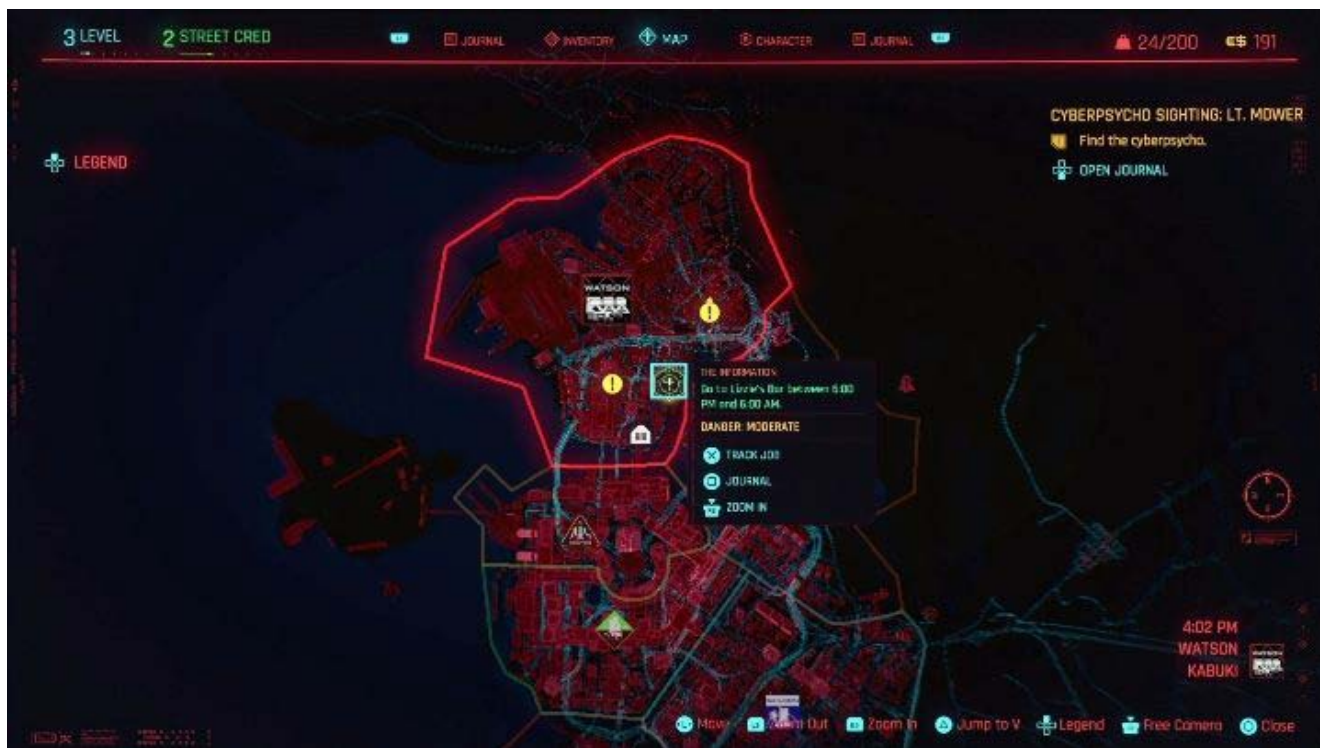 3 LEVEL
2 STREET CRED
JOURNAL
INVENTORY
MAP
CHARACTER
JOURNAL
24/200
€$ 191
CYBERPSYCHO SIGHTING: LT. MOWER
Find the cyberpsycho.
OPEN JOURNAL
LEGEND
WATSON
THE INFORMATION
Go to Lizzie's Bar between 6:00
PM and 6:00 AM.
DANGER: MODERATE
TRACK JOB
JOURNAL
ZOOM IN
4:02 PM
WATSON
KABUKI
Move
Zoom Out
Zoom In
Jump to V
Legend
Free Camera
Close